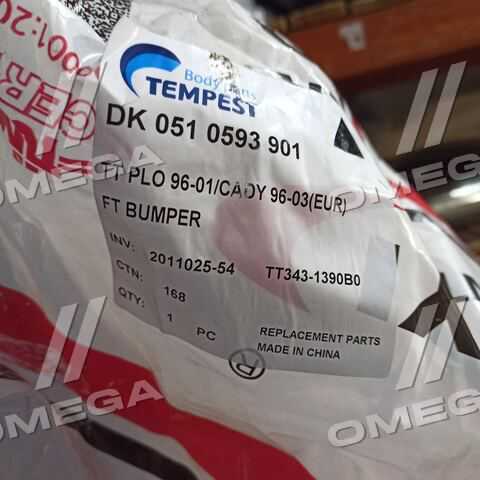 Body Parts
TEMPEST
DK 051 0593 901
PLO 96-01/CADY 96-03(EUR)
FT BUMPER
INV: 2011025-54 TT343-1390B0
CTN: 168
QTY: 1 PC
REPLACEMENT PARTS
MADE IN CHINA
R
OMEGA
OMEGA
OMEGA
OMEGA